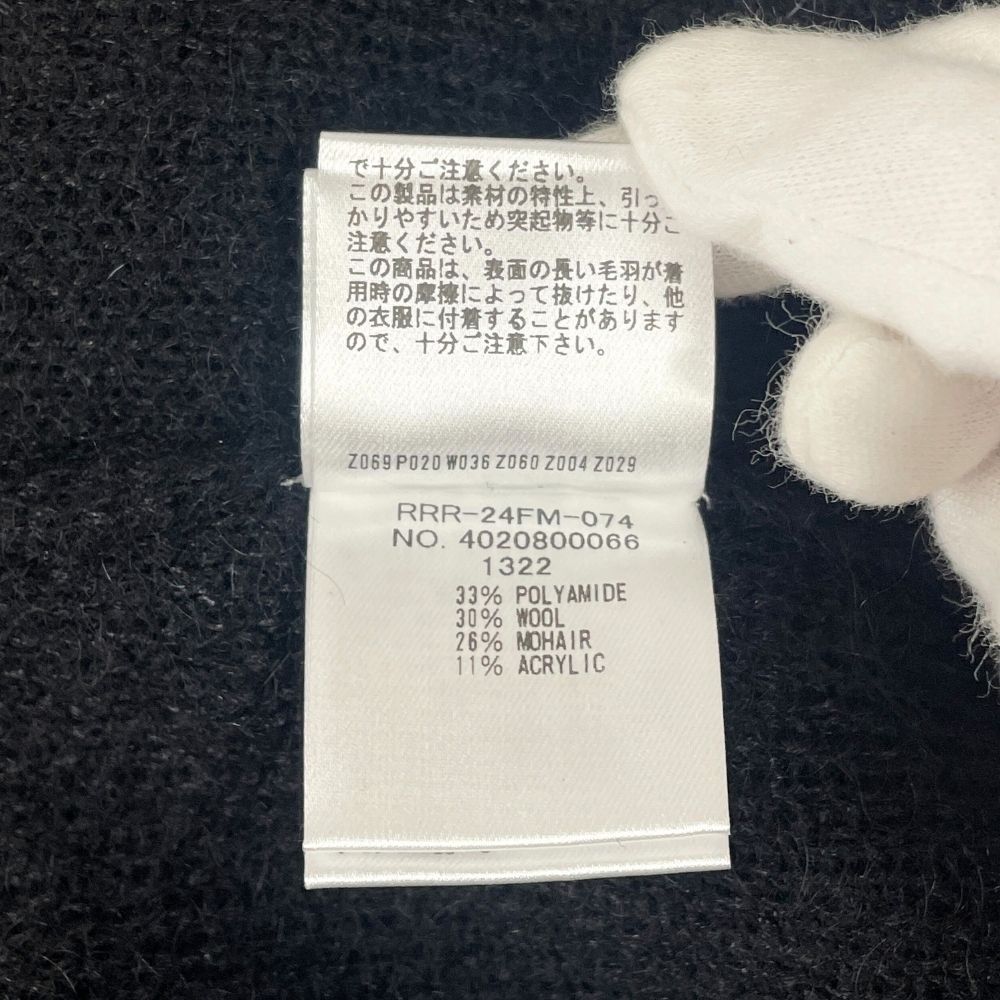 で十分ご注意ください。
この製品は素材の特性上、引っ
かりやすいため突起物等に十分ご
注意ください。
この商品は、表面の長い毛羽が着
用時の摩擦によって抜けたり、他
の衣服に付着することがあります
ので、十分ご注意下さい。
Z069 P020 W036 Z060 Z004 Z029
RRR-24FM-074
NO. 4020800066
1322
33% POLYAMIDE
30% WOOL
26% MOHAIR
11% ACRYLIC